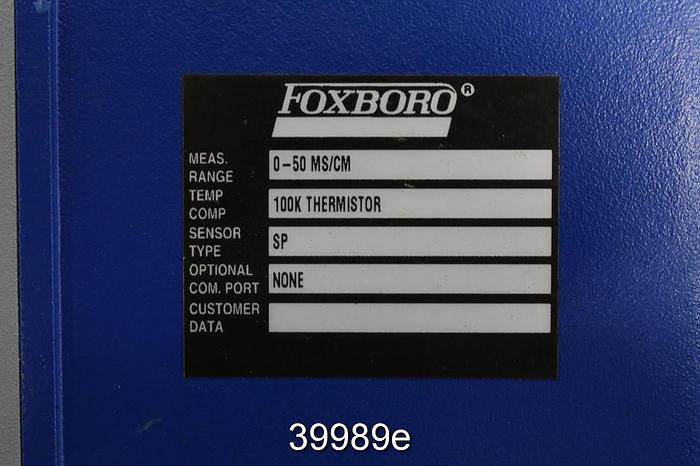 FOXBORO®
MEAS. RANGE 0-50 MS/CM
TEMP COMP 100K THERMISTOR
SENSOR TYPE SP
OPTIONAL COM. PORT NONE
CUSTOMER DATA
39989e